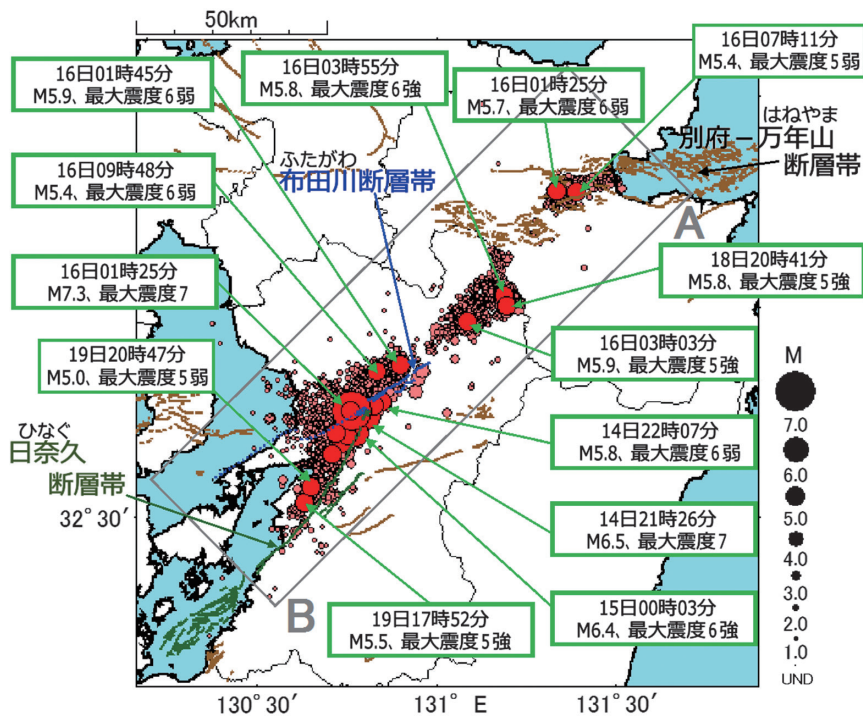 50km
16日07時11分
M5.4、最大震度5弱
16日03時55分
M5.8、最大震度6強
16日01時45分
M5.9、最大震度6弱
16日01時25分
M5.7、最大震度6弱
はねやま
別府－万年山
断層帯
ふたがわ
布田川断層帯
16日09時48分
M5.4、最大震度6弱
A
16日01時25分
M7.3、最大震度7
18日20時41分
M5.8、最大震度5強
19日20時47分
M5.0、最大震度5弱
16日03時03分
M5.9、最大震度5強
ひなぐ
日奈久
断層帯
14日22時07分
M5.8、最大震度6弱
32°30'
14日21時26分
M6.5、最大震度7
15日00時03分
M6.4、最大震度6強
B
19日17時52分
M5.5、最大震度5強
M
7.0
6.0
5.0
4.0
3.0
2.0
1.0
UND
130°30'
131°E
131°30'